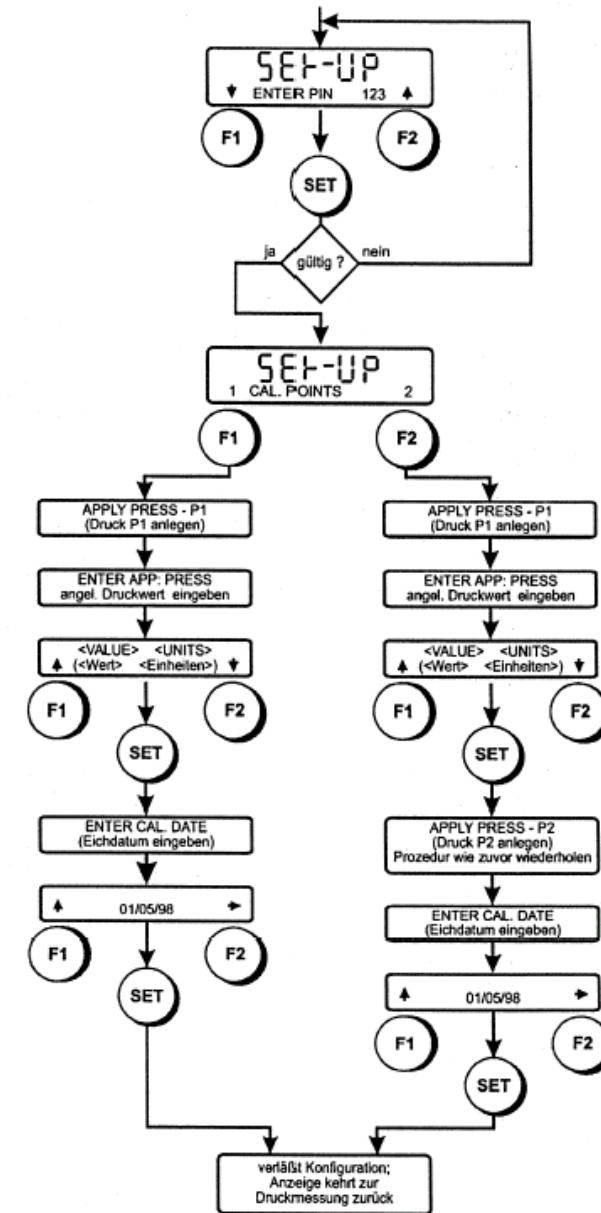 SET-UP
ENTER PIN 123
F1
F2
SET
ja
gültig ?
nein
SET-UP
1 CAL. POINTS 2
F1
F2
APPLY PRESS - P1
(Druck P1 anlegen)
ENTER APP: PRESS
angel. Druckwert eingeben
<VALUE> <UNITS>
(<Wert> <Einheiten>)
F1
F2
SET
ENTER CAL. DATE
(Eichdatum eingeben)
01/05/98
F1
F2
SET
APPLY PRESS - P1
(Druck P1 anlegen)
ENTER APP: PRESS
angel. Druckwert eingeben
<VALUE> <UNITS>
(<Wert> <Einheiten>)
F1
F2
SET
APPLY PRESS - P2
(Druck P2 anlegen)
Prozedur wie zuvor wiederholen
ENTER CAL. DATE
(Eichdatum eingeben)
01/05/98
F1
F2
SET
verläßt Konfiguration;
Anzeige kehrt zur
Druckmessung zurück